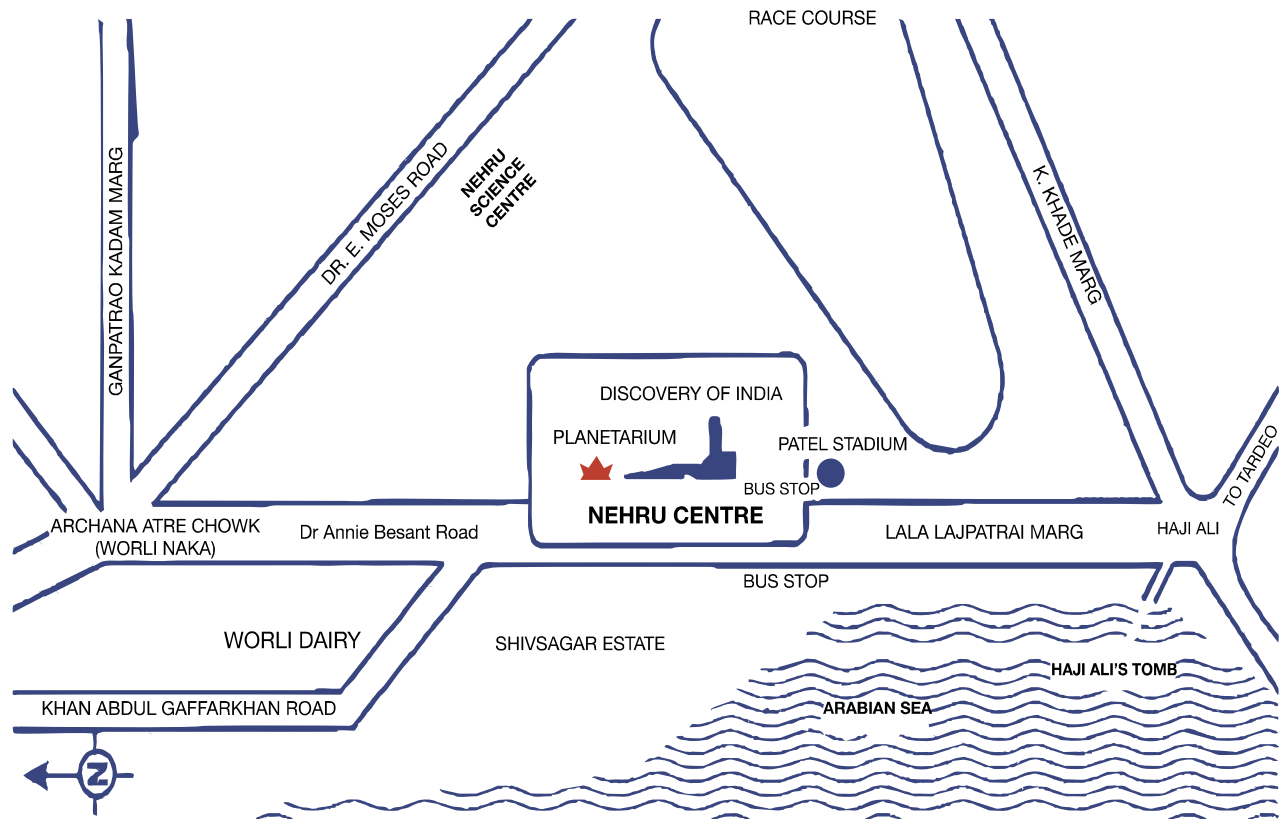 RACE COURSE
GANPATRAO KADAM MARG
DR. E. MOSES ROAD
NEHRU
SCIENCE
CENTRE
K. KHADE MARG
DISCOVERY OF INDIA
PLANETARIUM
PATEL STADIUM
BUS STOP
NEHRU CENTRE
TO TARDEO
ARCHANA ATRE CHOWK
(WORLI NAKA)
Dr Annie Besant Road
LALA LAJPATRAI MARG
HAJI ALI
BUS STOP
WORLI DAIRY
SHIVSAGAR ESTATE
HAJI ALI'S TOMB
KHAN ABDUL GAFFARKHAN ROAD
ARABIAN SEA
N